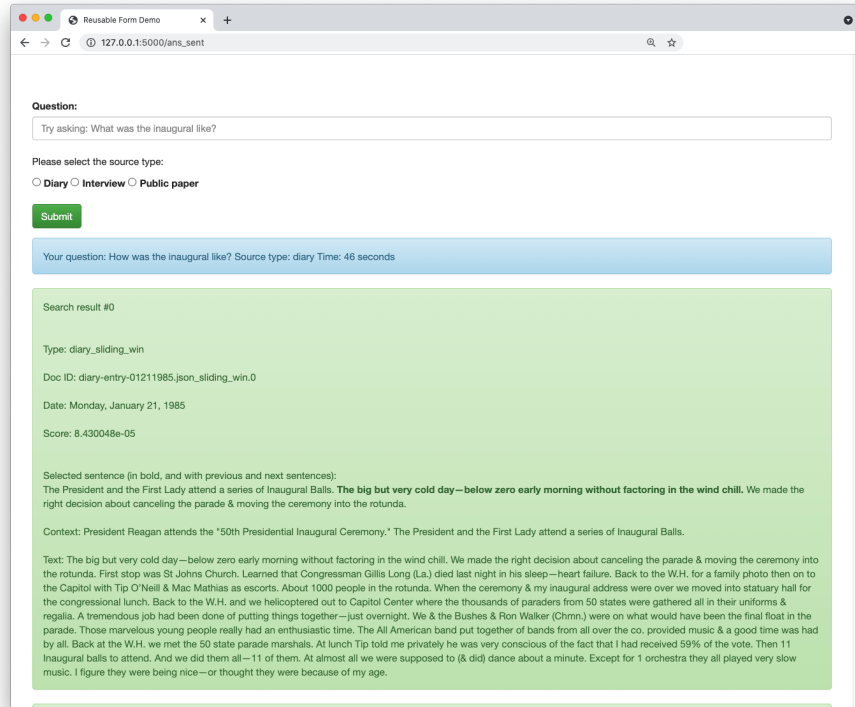 Reusable Form Demo
127.0.0.1:5000/ans_sent
Question:
Try asking: What was the inaugural like?
Please select the source type:
Diary Interview Public paper
Submit
Your question: How was the inaugural like? Source type: diary Time: 46 seconds
Search result #0
Type: diary_sliding_win
Doc ID: diary-entry-01211985.json_sliding_win.0
Date: Monday, January 21, 1985
Score: 8.430048e-05
Selected sentence (in bold, and with previous and next sentences):
The President and the First Lady attend a series of Inaugural Balls. The big but very cold day—below zero early morning without factoring in the wind chill. We made the
right decision about canceling the parade & moving the ceremony into the rotunda.
Context: President Reagan attends the "50th Presidential Inaugural Ceremony." The President and the First Lady attend a series of Inaugural Balls.
Text: The big but very cold day—below zero early morning without factoring in the wind chill. We made the right decision about canceling the parade & moving the ceremony into
the rotunda. First stop was St Johns Church. Learned that Congressman Gillis Long (La.) died last night in his sleep—heart failure. Back to the W.H. for a family photo then on to
the Capitol with Tip O'Neill & Mac Mathias as escorts. About 1000 people in the rotunda. When the ceremony & my inaugural address were over we moved into statuary hall for
the congressional lunch. Back to the W.H. and we helicoptered out to Capitol Center where the thousands of paraders from 50 states were gathered all in their uniforms &
regalia. A tremendous job had been done of putting things together—just overnight. We & the Bushes & Ron Walker (Chmn.) were on what would have been the final float in the
parade. Those marvelous young people really had an enthusiastic time. The All American band put together of bands from all over the co. provided music & a good time was had
by all. Back at the W.H. we met the 50 state parade marshals. At lunch Tip told me privately he was very conscious of the fact that I had received 59% of the vote. Then 11
Inaugural balls to attend. And we did them all—11 of them. At almost all we were supposed to (& did) dance about a minute. Except for 1 orchestra they all played very slow
music. I figure they were being nice—or thought they were because of my age.